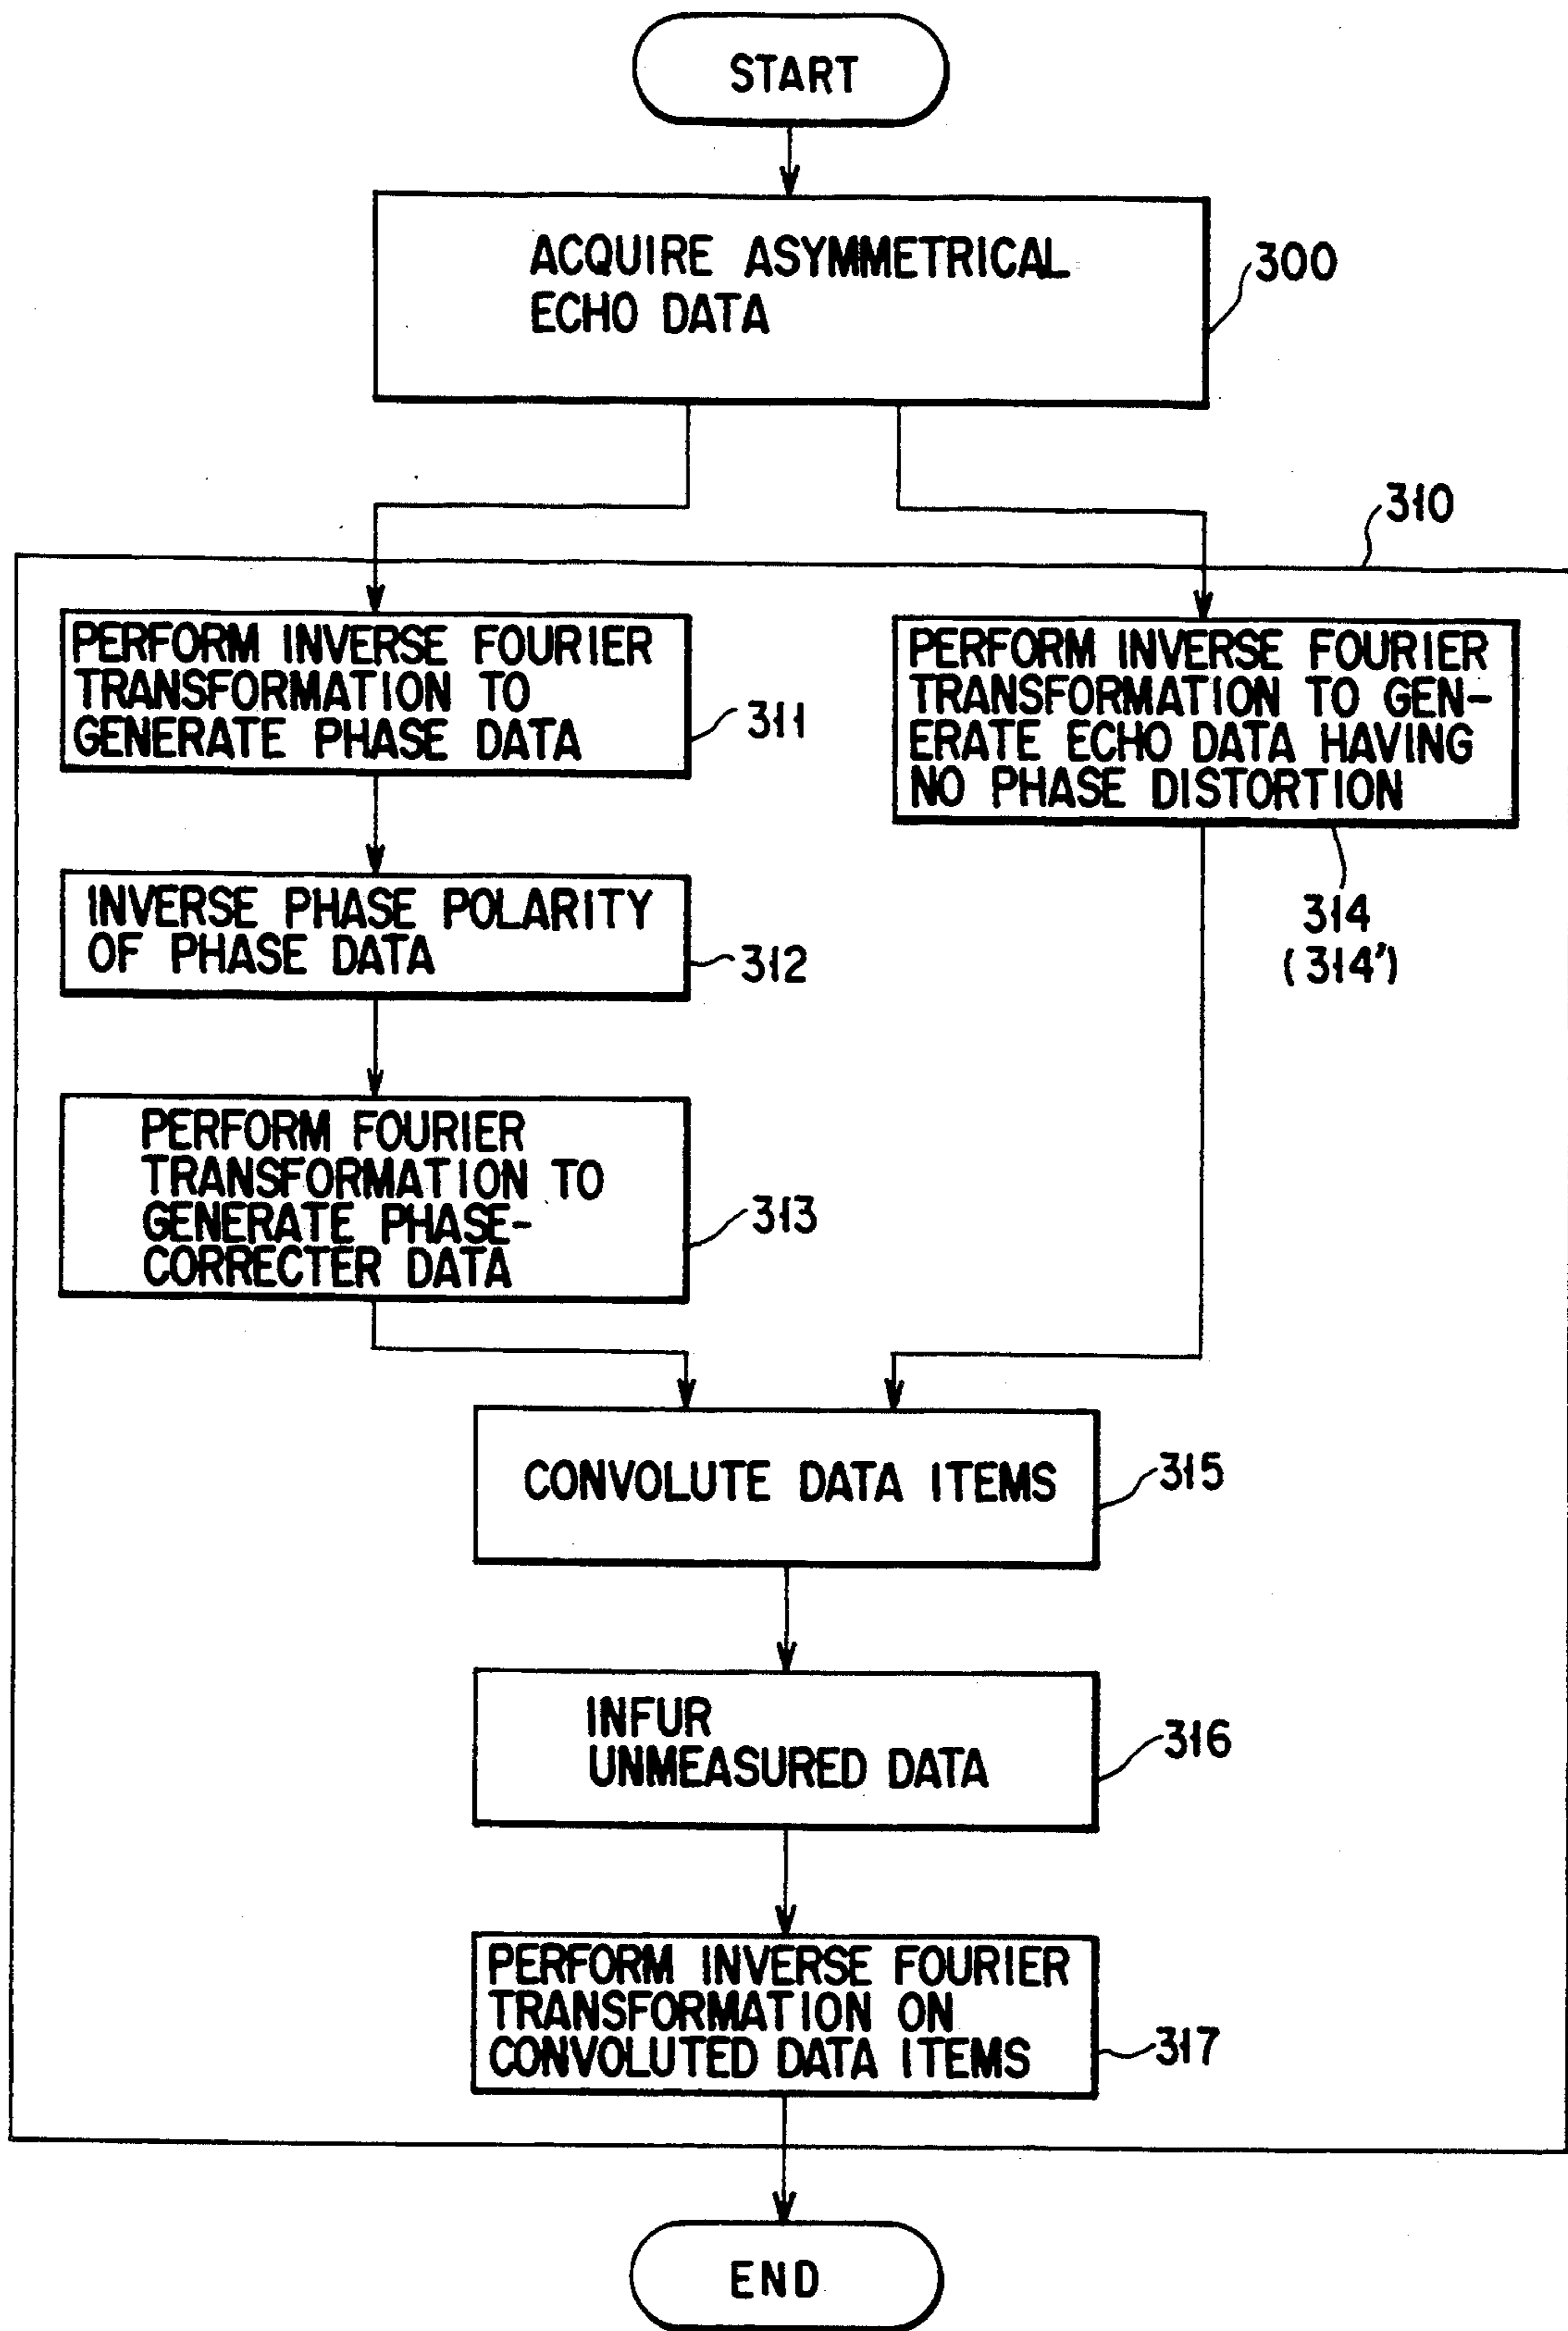 START
ACQUIRE ASYMMETRICAL
ECHO DATA
300
310
PERFORM INVERSE FOURIER
TRANSFORMATION TO
GENERATE PHASE DATA
311
PERFORM INVERSE FOURIER
TRANSFORMATION TO GEN-
ERATE ECHO DATA HAVING
NO PHASE DISTORTION
314
(314')
INVERSE PHASE POLARITY
OF PHASE DATA
312
PERFORM FOURIER
TRANSFORMATION TO
GENERATE PHASE-
CORRECTER DATA
313
CONVOLUTE DATA ITEMS
315
INFUR
UNMEASURED DATA
316
PERFORM INVERSE FOURIER
TRANSFORMATION ON
CONVOLUTED DATA ITEMS
317
END